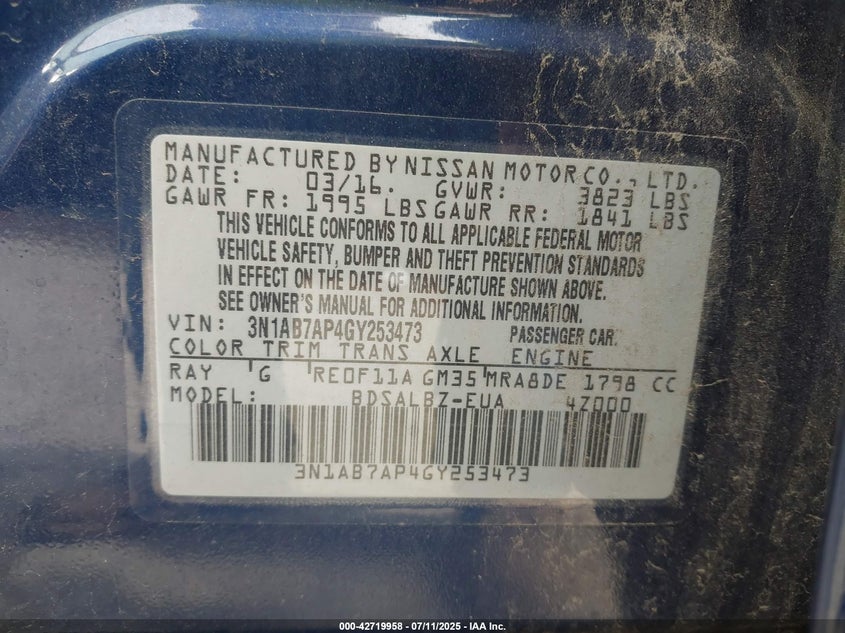 MANUFACTURED BY NISSAN MOTOR CO., LTD.
DATE: 03/16. GVWR: 3823 LBS
GAWR FR: 1995 LBS GAWR RR: 1841 LBS
THIS VEHICLE CONFORMS TO ALL APPLICABLE FEDERAL MOTOR
VEHICLE SAFETY, BUMPER AND THEFT PREVENTION STANDARDS
IN EFFECT ON THE DATE OF MANUFACTURE SHOWN ABOVE.
SEE OWNER'S MANUAL FOR ADDITIONAL INFORMATION.
VIN: 3N1AB7AP4GY253473 PASSENGER CAR.
COLOR TRIM TRANS AXLE ENGINE
RAY 'G 'RE0F11A GM35 'MRA8DE 1798 CC
MODEL: BDSALBZ-EUA 4Z000
3N1AB7AP4GY253473
000-42719958 - 07/11/2025 - IAA Inc.